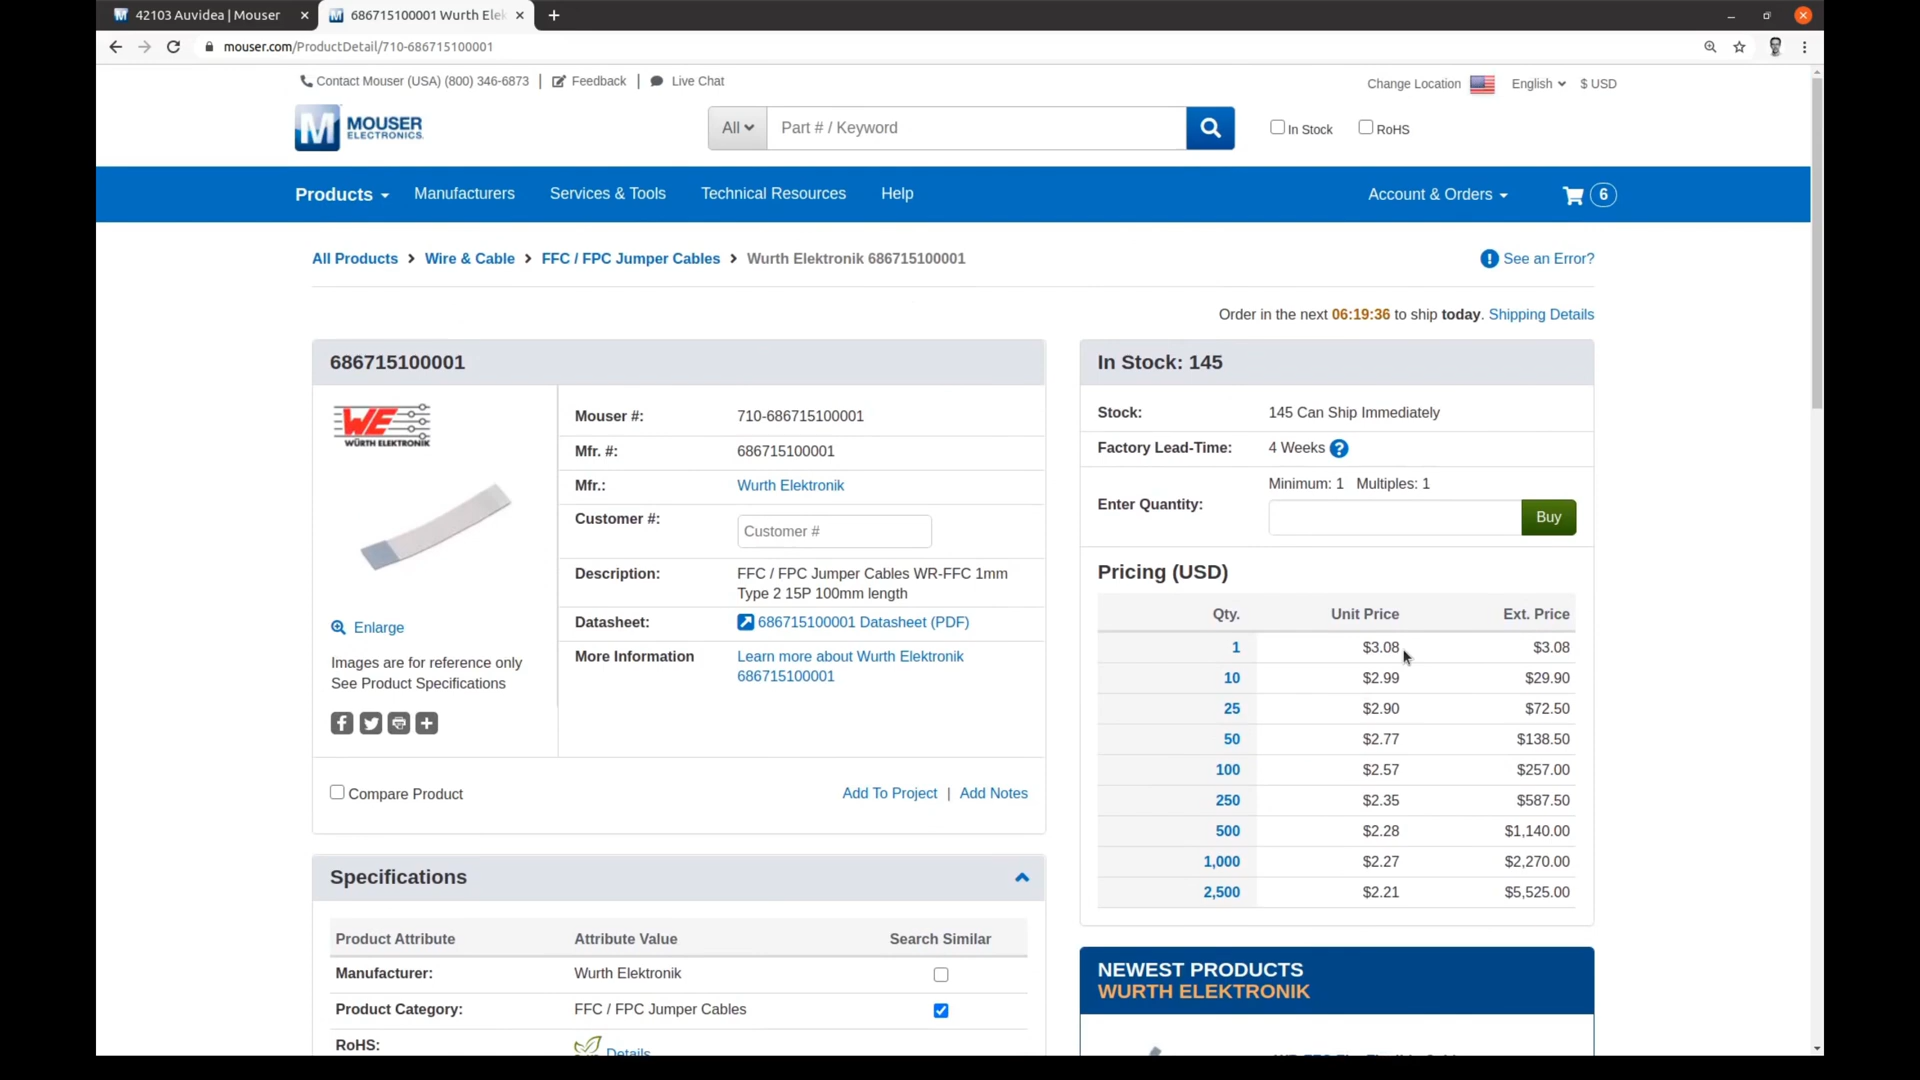 42103 Auvidea | Mouser
686715100001 Wurth Elek
mouser.com/ProductDetail/710-686715100001
Contact Mouser (USA) (800) 346-6873 | Feedback | Live Chat
Change Location English $ USD
MOUSER
ELECTRONICS
All Part # / Keyword
In Stock RoHS
Products Manufacturers Services & Tools Technical Resources Help
Account & Orders 6
All Products > Wire & Cable > FFC / FPC Jumper Cables > Wurth Elektronik 686715100001
See an Error?
Order in the next 06:19:36 to ship today. Shipping Details
686715100001
WE
WÜRTH ELEKTRONIK
Enlarge
Images are for reference only
See Product Specifications
Mouser #: 710-686715100001
Mfr. #: 686715100001
Mfr.: Wurth Elektronik
Customer #: Customer #
Description: FFC / FPC Jumper Cables WR-FFC 1mm
Type 2 15P 100mm length
Datasheet: 686715100001 Datasheet (PDF)
More Information Learn more about Wurth Elektronik
686715100001
Compare Product
Add To Project | Add Notes
In Stock: 145
Stock: 145 Can Ship Immediately
Factory Lead-Time: 4 Weeks
Minimum: 1 Multiples: 1
Enter Quantity: Buy
Pricing (USD)
Qty. Unit Price Ext. Price
1 $3.08 $3.08
10 $2.99 $29.90
25 $2.90 $72.50
50 $2.77 $138.50
100 $2.57 $257.00
250 $2.35 $587.50
500 $2.28 $1,140.00
1,000 $2.27 $2,270.00
2,500 $2.21 $5,525.00
Specifications
Product Attribute Attribute Value Search Similar
Manufacturer: Wurth Elektronik
Product Category: FFC / FPC Jumper Cables
RoHS: Details
NEWEST PRODUCTS
WURTH ELEKTRONIK